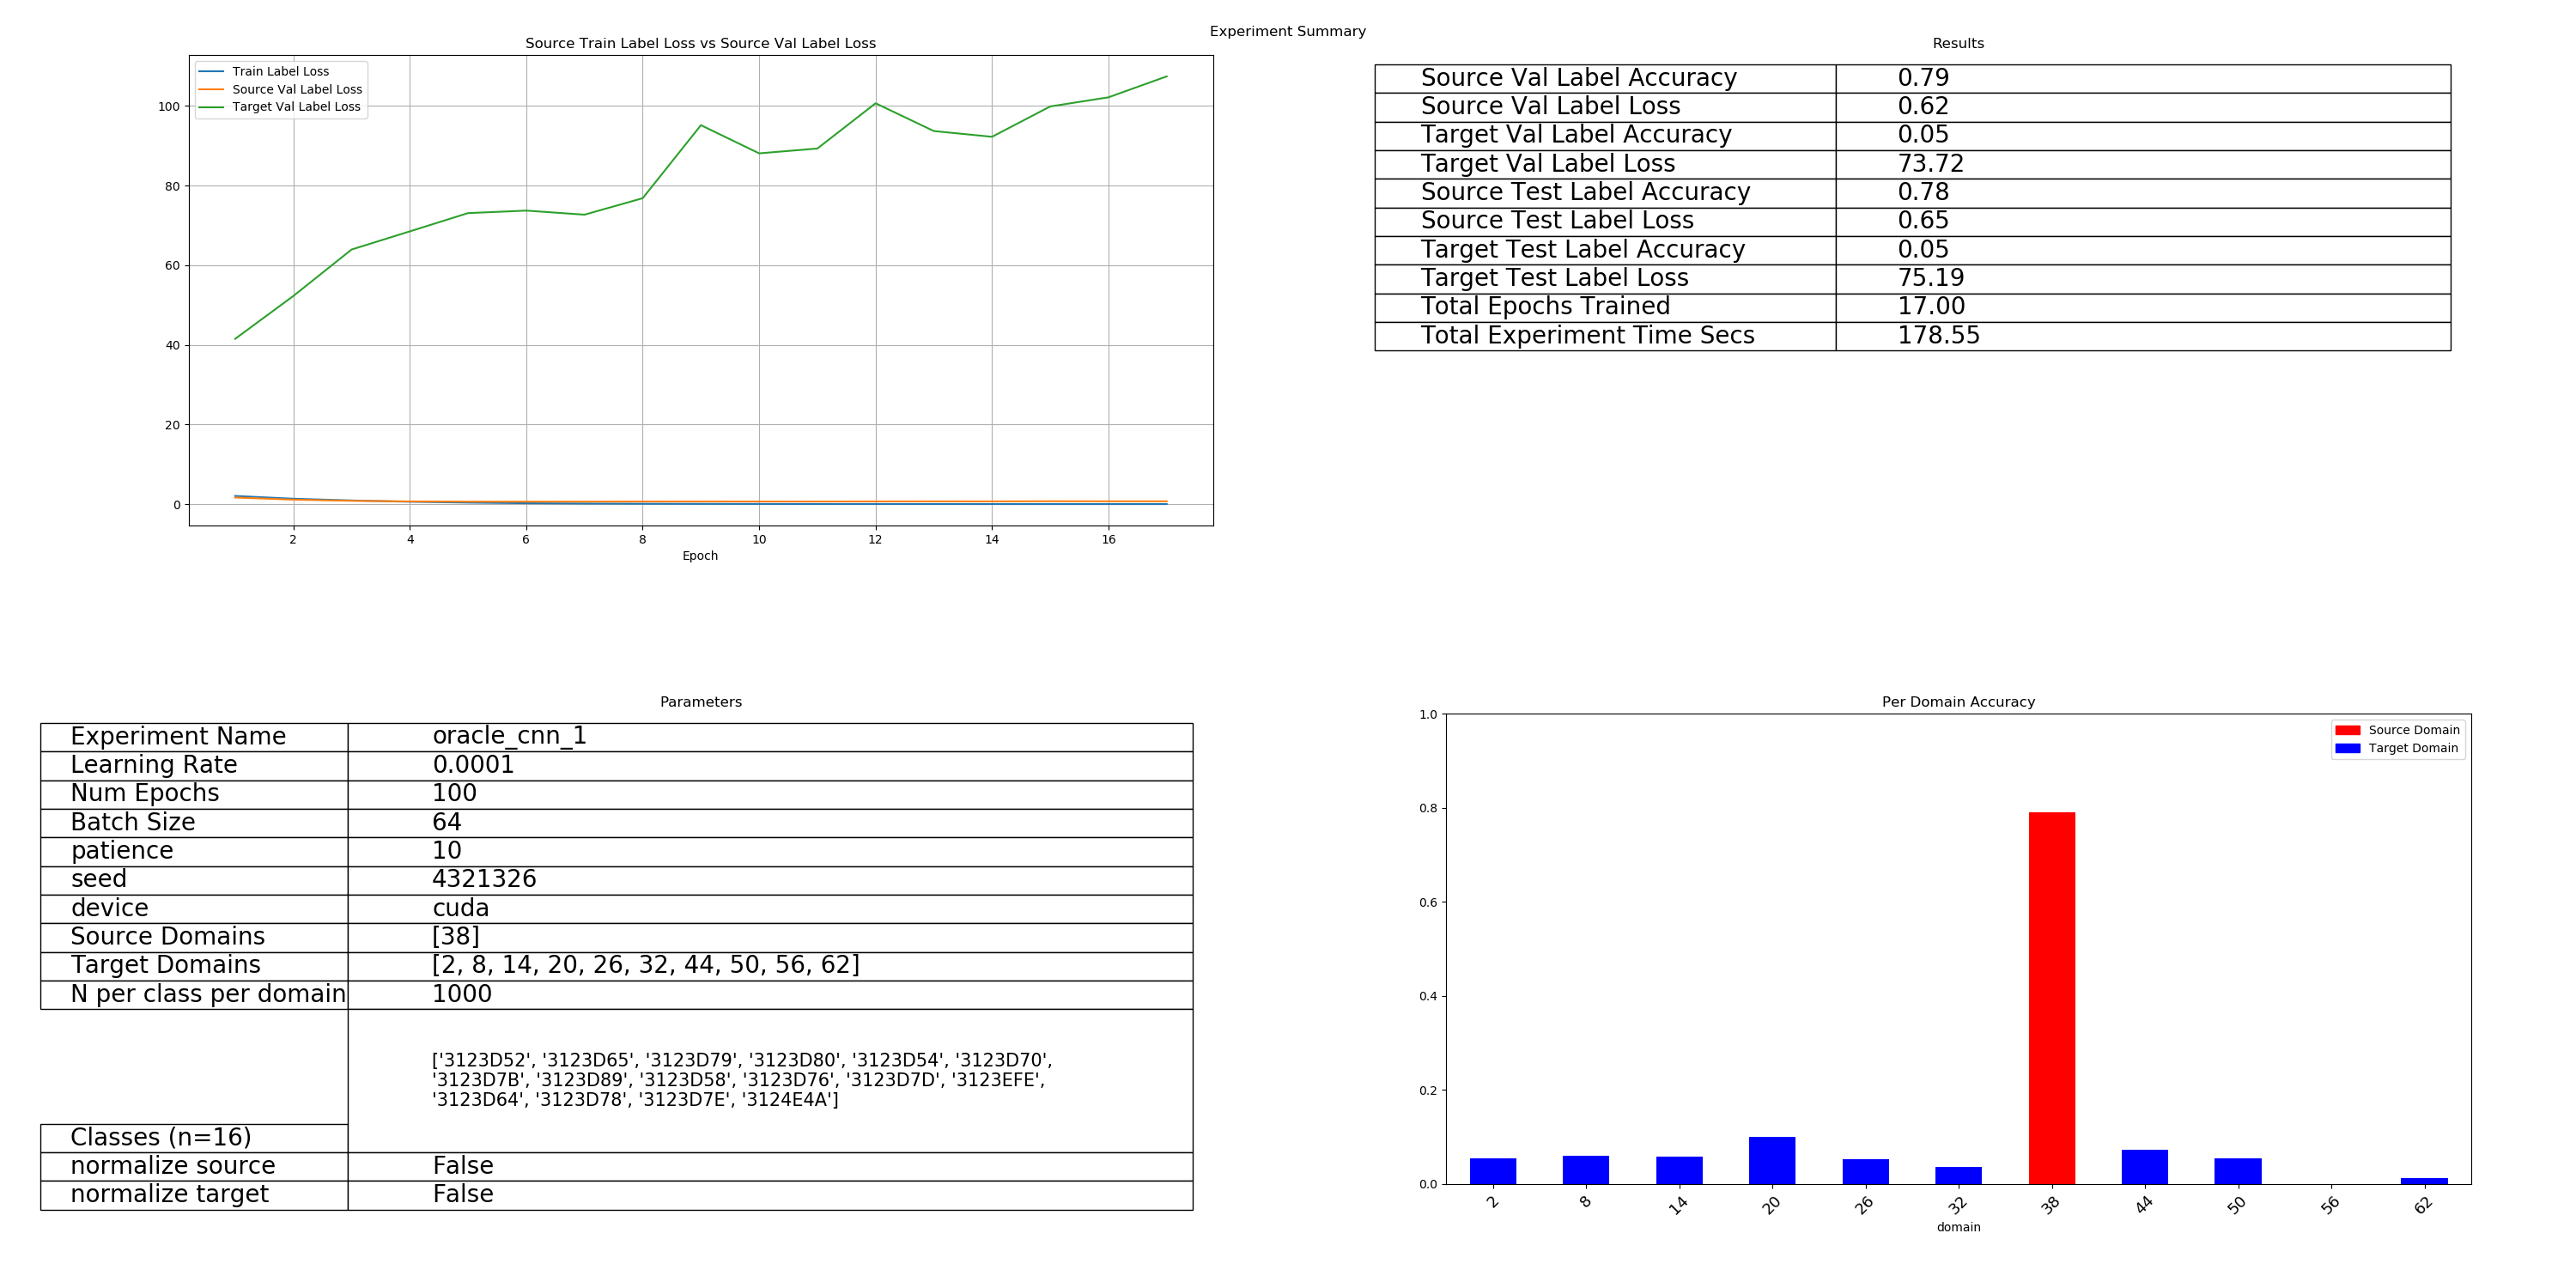 Experiment Summary
Source Train Label Loss vs Source Val Label Loss
Train Label Loss
Source Val Label Loss
Target Val Label Loss
100
80
60
40
20
0
2 4 6 8 10 12 14 16
Epoch
Results
Source Val Label Accuracy 0.79
Source Val Label Loss 0.62
Target Val Label Accuracy 0.05
Target Val Label Loss 73.72
Source Test Label Accuracy 0.78
Source Test Label Loss 0.65
Target Test Label Accuracy 0.05
Target Test Label Loss 75.19
Total Epochs Trained 17.00
Total Experiment Time Secs 178.55
Parameters
Experiment Name oracle_cnn_1
Learning Rate 0.0001
Num Epochs 100
Batch Size 64
patience 10
seed 4321326
device cuda
Source Domains [38]
Target Domains [2, 8, 14, 20, 26, 32, 44, 50, 56, 62]
N per class per domain 1000
['3123D52', '3123D65', '3123D79', '3123D80', '3123D54', '3123D70',
'3123D7B', '3123D89', '3123D58', '3123D76', '3123D7D', '3123EFE',
'3123D64', '3123D78', '3123D7E', '3124E4A']
Classes (n=16)
normalize source False
normalize target False
Per Domain Accuracy
Source Domain
Target Domain
1.0
0.8
0.6
0.4
0.2
0.0
2 8 14 20 26 32 38 44 50 56 62
domain